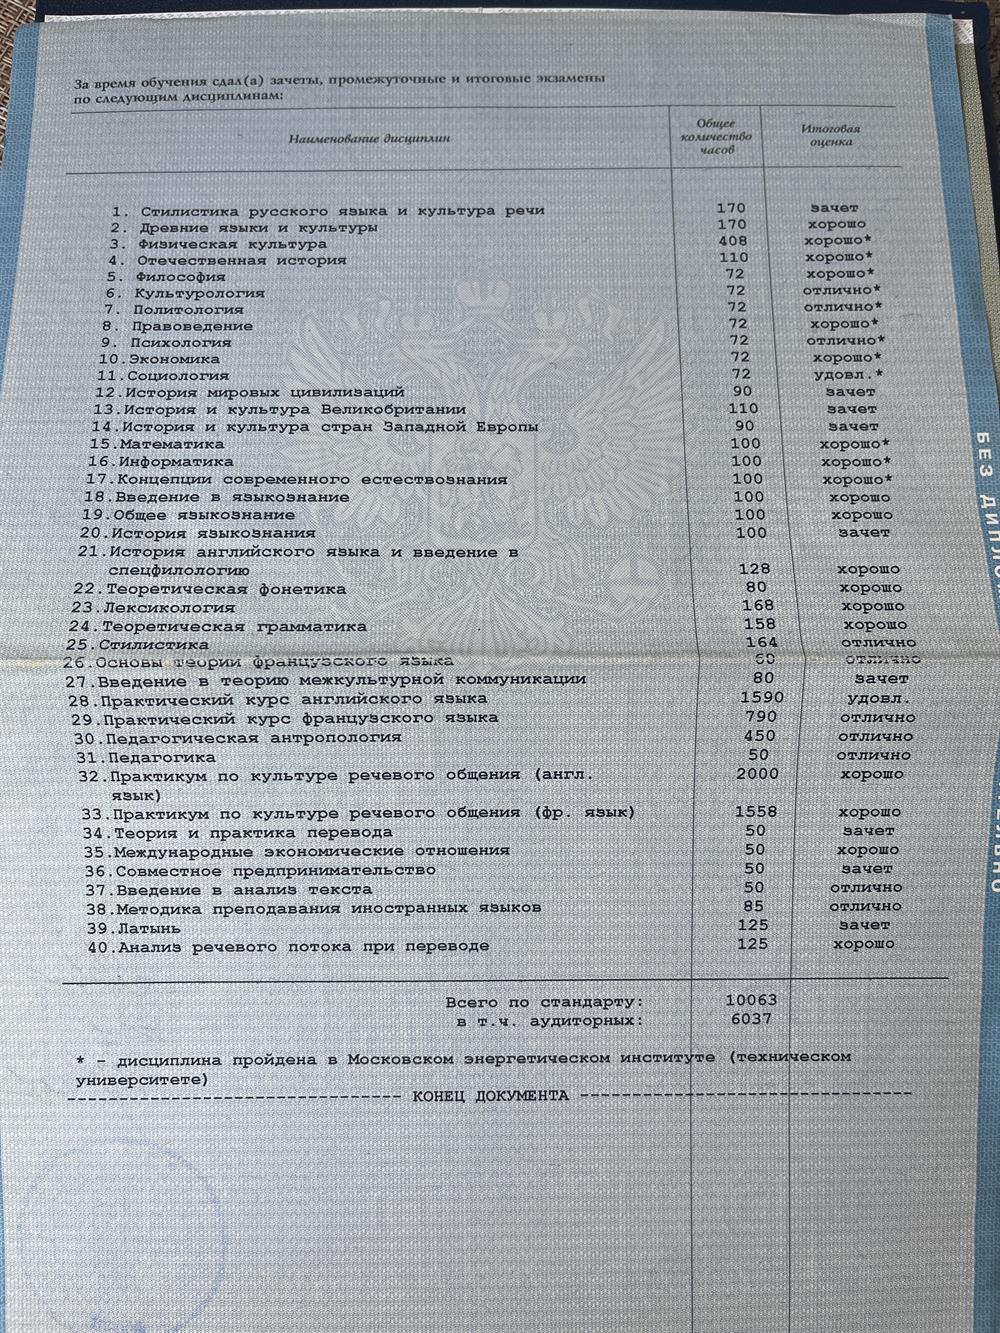 За время обучения сдал(а) зачеты, промежуточные и итоговые экзамены
по следующим дисциплинам:
Наименование дисциплин Общее количество часов Итоговая оценка
1. Стилистика русского языка и культура речи 170 зачет
2. Древние языки и культуры 170 хорошо
3. Физическая культура 408 хорошо*
4. Отечественная история 110 хорошо*
5. Философия 72 хорошо*
6. Культурология 72 отлично*
7. Политология 72 отлично*
8. Правоведение 72 хорошо*
9. Психология 72 отлично*
10.Экономика 72 хорошо*
11.Социология 72 удовл.*
12.История мировых цивилизаций 90 зачет
13.История и культура Великобритании 110 зачет
14.История и культура стран Западной Европы 90 зачет
15.Математика 100 хорошо*
16.Информатика 100 хорошо*
17.Концепции современного естествознания 100 хорошо*
18.Введение в языкознание 100 хорошо
19.Общее языкознание 100 хорошо
20.История языкознания 100 зачет
21.История английского языка и введение в
спецфилологию 128 хорошо
22.Теоретическая фонетика 80 хорошо
23.Лексикология 168 хорошо
24.Теоретическая грамматика 158 хорошо
25.Стилистика 164 отлично
26.Основы теории французского языка 60 отлично
27.Введение в теорию межкультурной коммуникации 80 зачет
28.Практический курс английского языка 1590 удовл.
29.Практический курс французского языка 790 отлично
30.Педагогическая антропология 450 отлично
31.Педагогика 50 отлично
32.Практикум по культуре речевого общения (англ. 2000 хорошо
язык)
33.Практикум по культуре речевого общения (фр. язык) 1558 хорошо
34.Теория и практика перевода 50 зачет
35.Международные экономические отношения 50 хорошо
36.Совместное предпринимательство 50 зачет
37.Введение в анализ текста 50 отлично
38.Методика преподавания иностранных языков 85 отлично
39.Латынь 125 зачет
40.Анализ речевого потока при переводе 125 хорошо
Всего по стандарту: 10063
в т.ч. аудиторных: 6037
* - дисциплина пройдена в Московском энергетическом институте (техническом
университете)
-------------------------------- КОНЕЦ ДОКУМЕНТА --------------------------------
БЕЗ